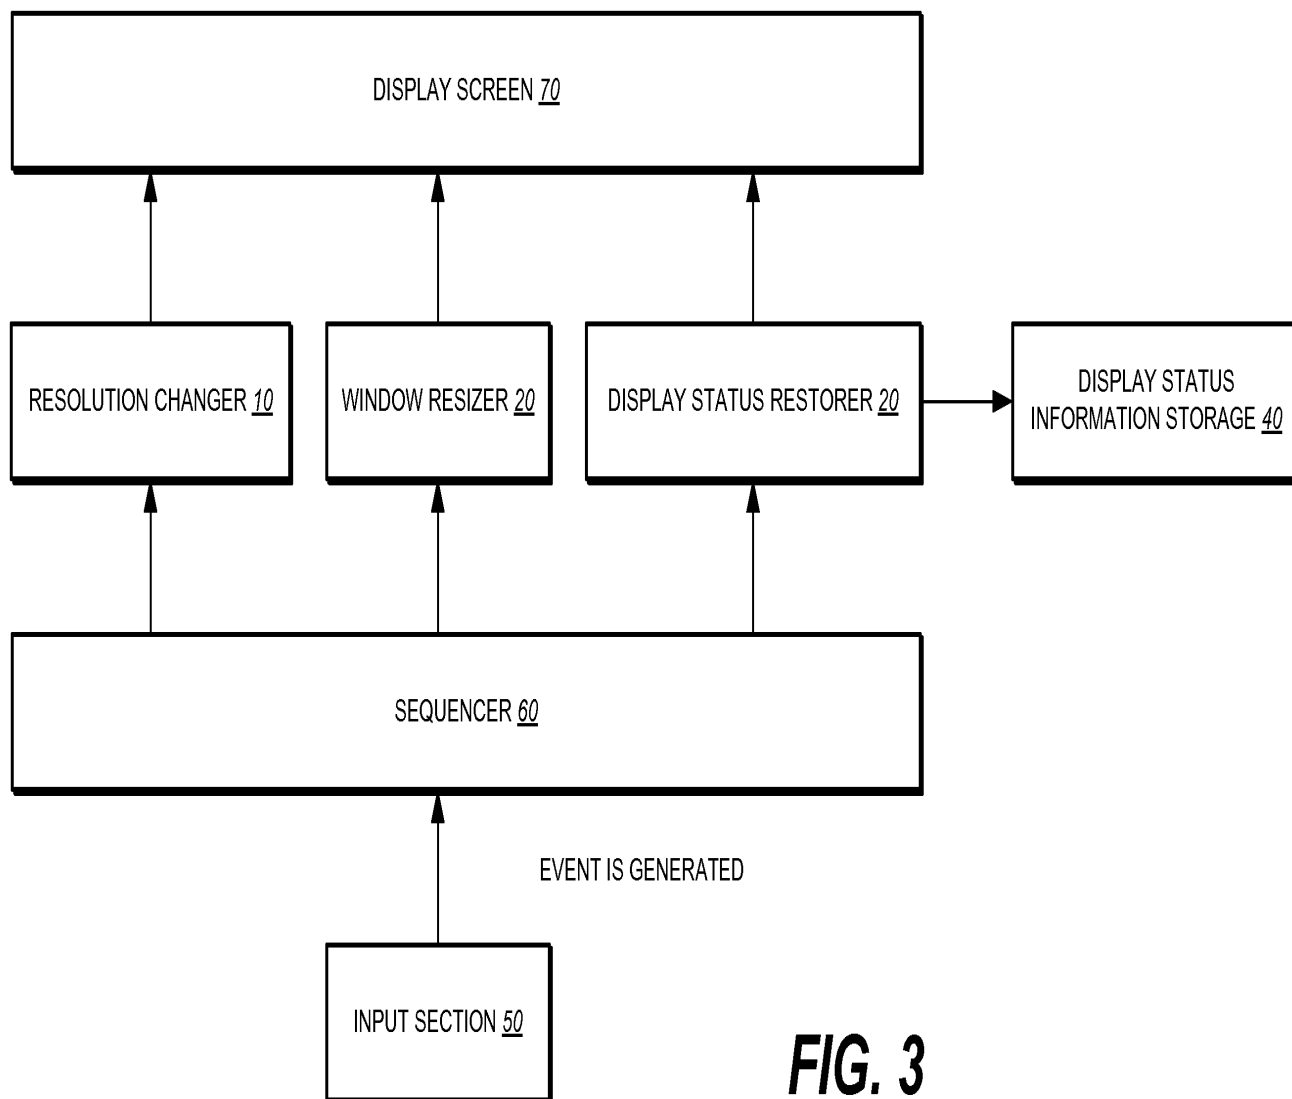 DISPLAY SCREEN 70
RESOLUTION CHANGER 10
WINDOW RESIZER 20
DISPLAY STATUS RESTORER 20
DISPLAY STATUS
INFORMATION STORAGE 40
SEQUENCER 60
EVENT IS GENERATED
INPUT SECTION 50
FIG. 3